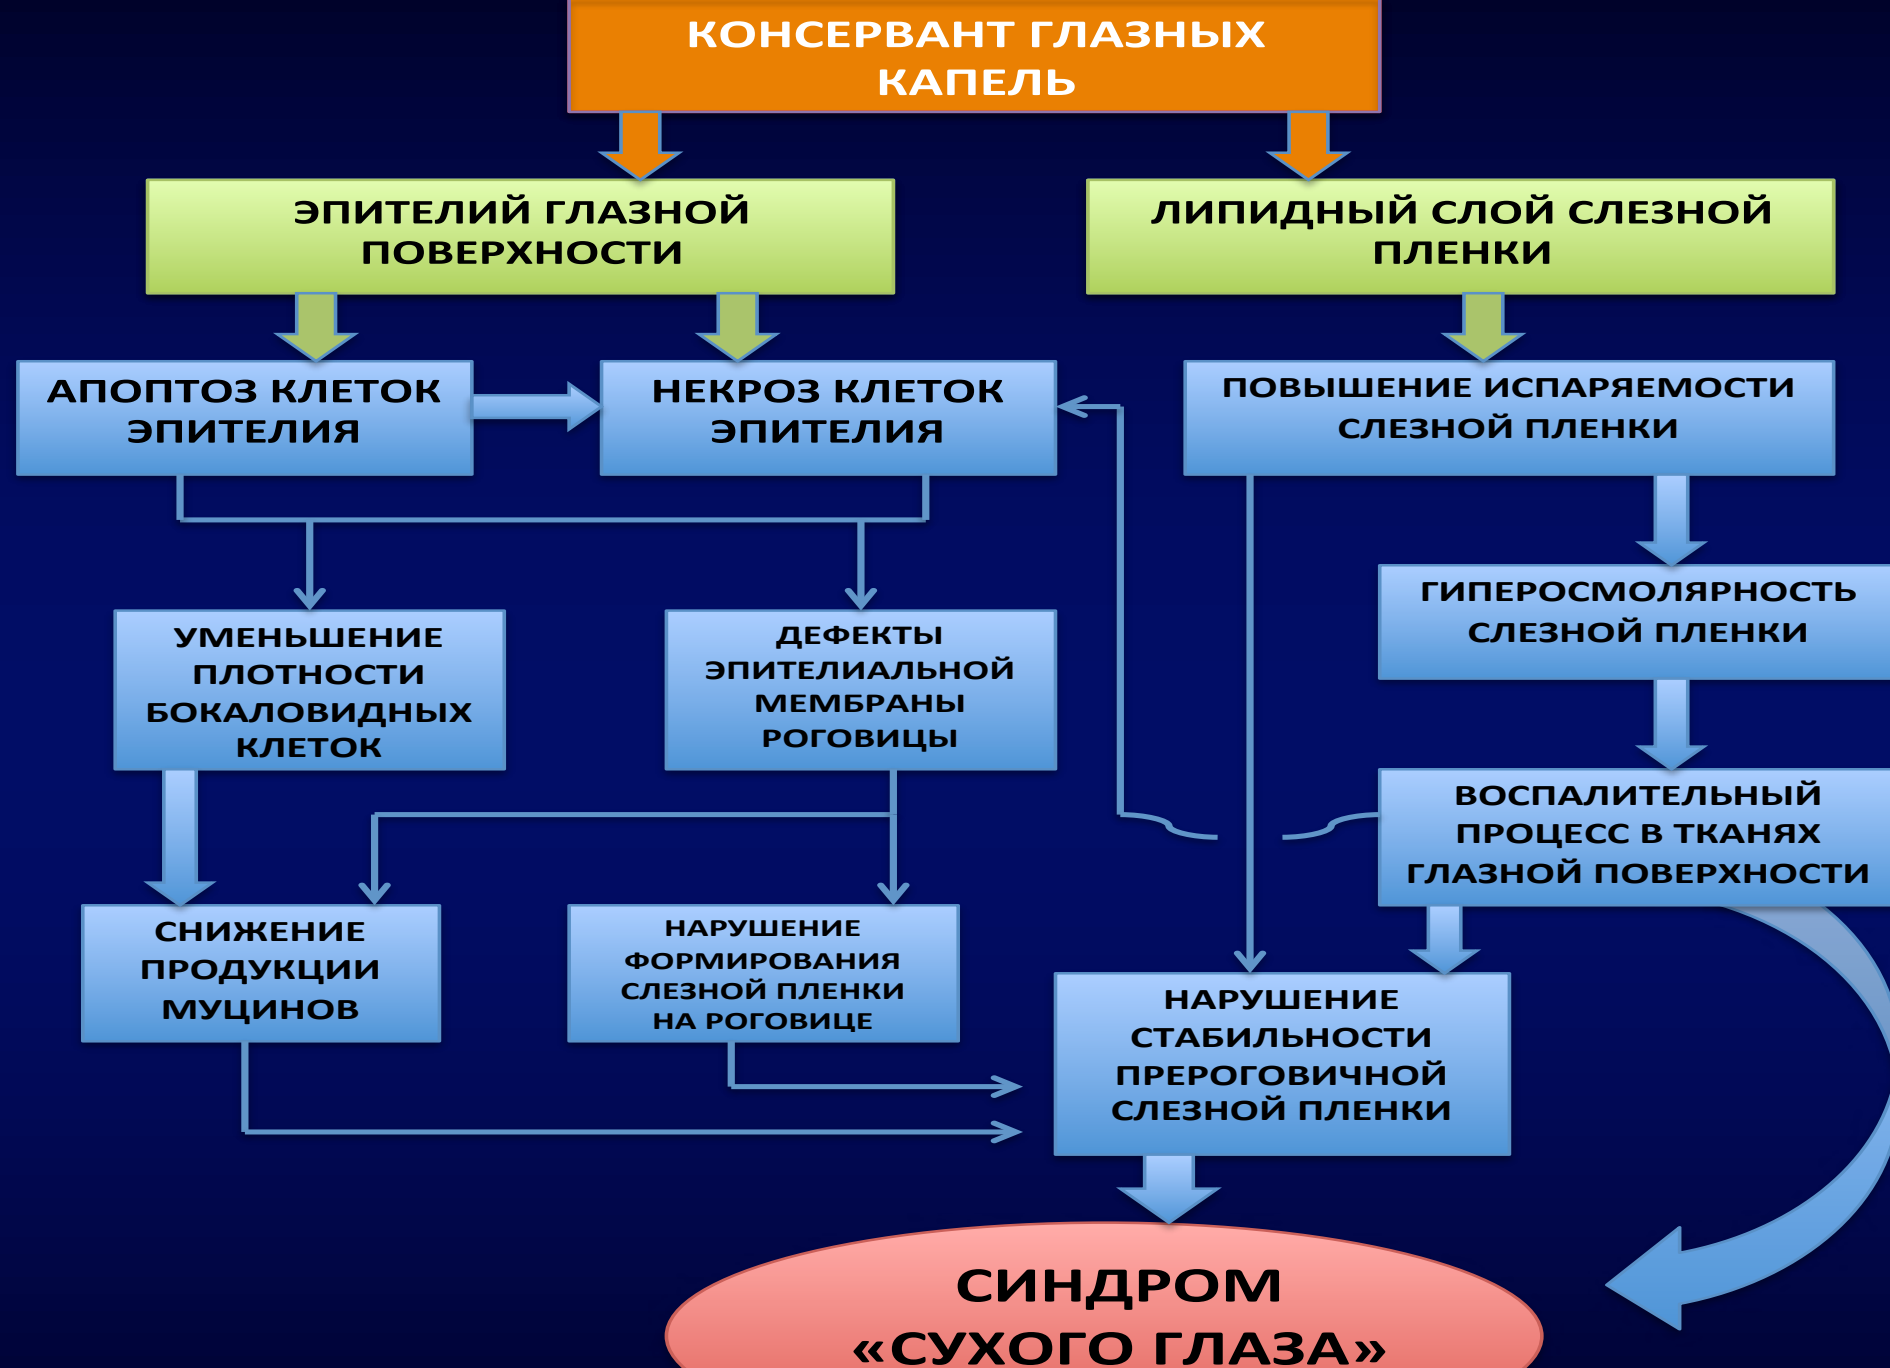 КОНСЕРВАНТ ГЛАЗНЫХ
КАПЕЛЬ
ЭПИТЕЛИЙ ГЛАЗНОЙ
ПОВЕРХНОСТИ
ЛИПИДНЫЙ СЛОЙ СЛЕЗНОЙ
ПЛЕНКИ
АПОПТОЗ КЛЕТОК
ЭПИТЕЛИЯ
НЕКРОЗ КЛЕТОК
ЭПИТЕЛИЯ
ПОВЫШЕНИЕ ИСПАРЯЕМОСТИ
СЛЕЗНОЙ ПЛЕНКИ
ГИПЕРОСМОЛЯРНОСТЬ
СЛЕЗНОЙ ПЛЕНКИ
УМЕНЬШЕНИЕ
ПЛОТНОСТИ
БОКАЛОВИДНЫХ
КЛЕТОК
ДЕФЕКТЫ
ЭПИТЕЛИАЛЬНОЙ
МЕМБРАНЫ
РОГОВИЦЫ
ВОСПАЛИТЕЛЬНЫЙ
ПРОЦЕСС В ТКАНЯХ
ГЛАЗНОЙ ПОВЕРХНОСТИ
СНИЖЕНИЕ
ПРОДУКЦИИ
МУЦИНОВ
НАРУШЕНИЕ
ФОРМИРОВАНИЯ
СЛЕЗНОЙ ПЛЕНКИ
НА РОГОВИЦЕ
НАРУШЕНИЕ
СТАБИЛЬНОСТИ
ПРЕРОГОВИЧНОЙ
СЛЕЗНОЙ ПЛЕНКИ
СИНДРОМ
«СУХОГО ГЛАЗА»